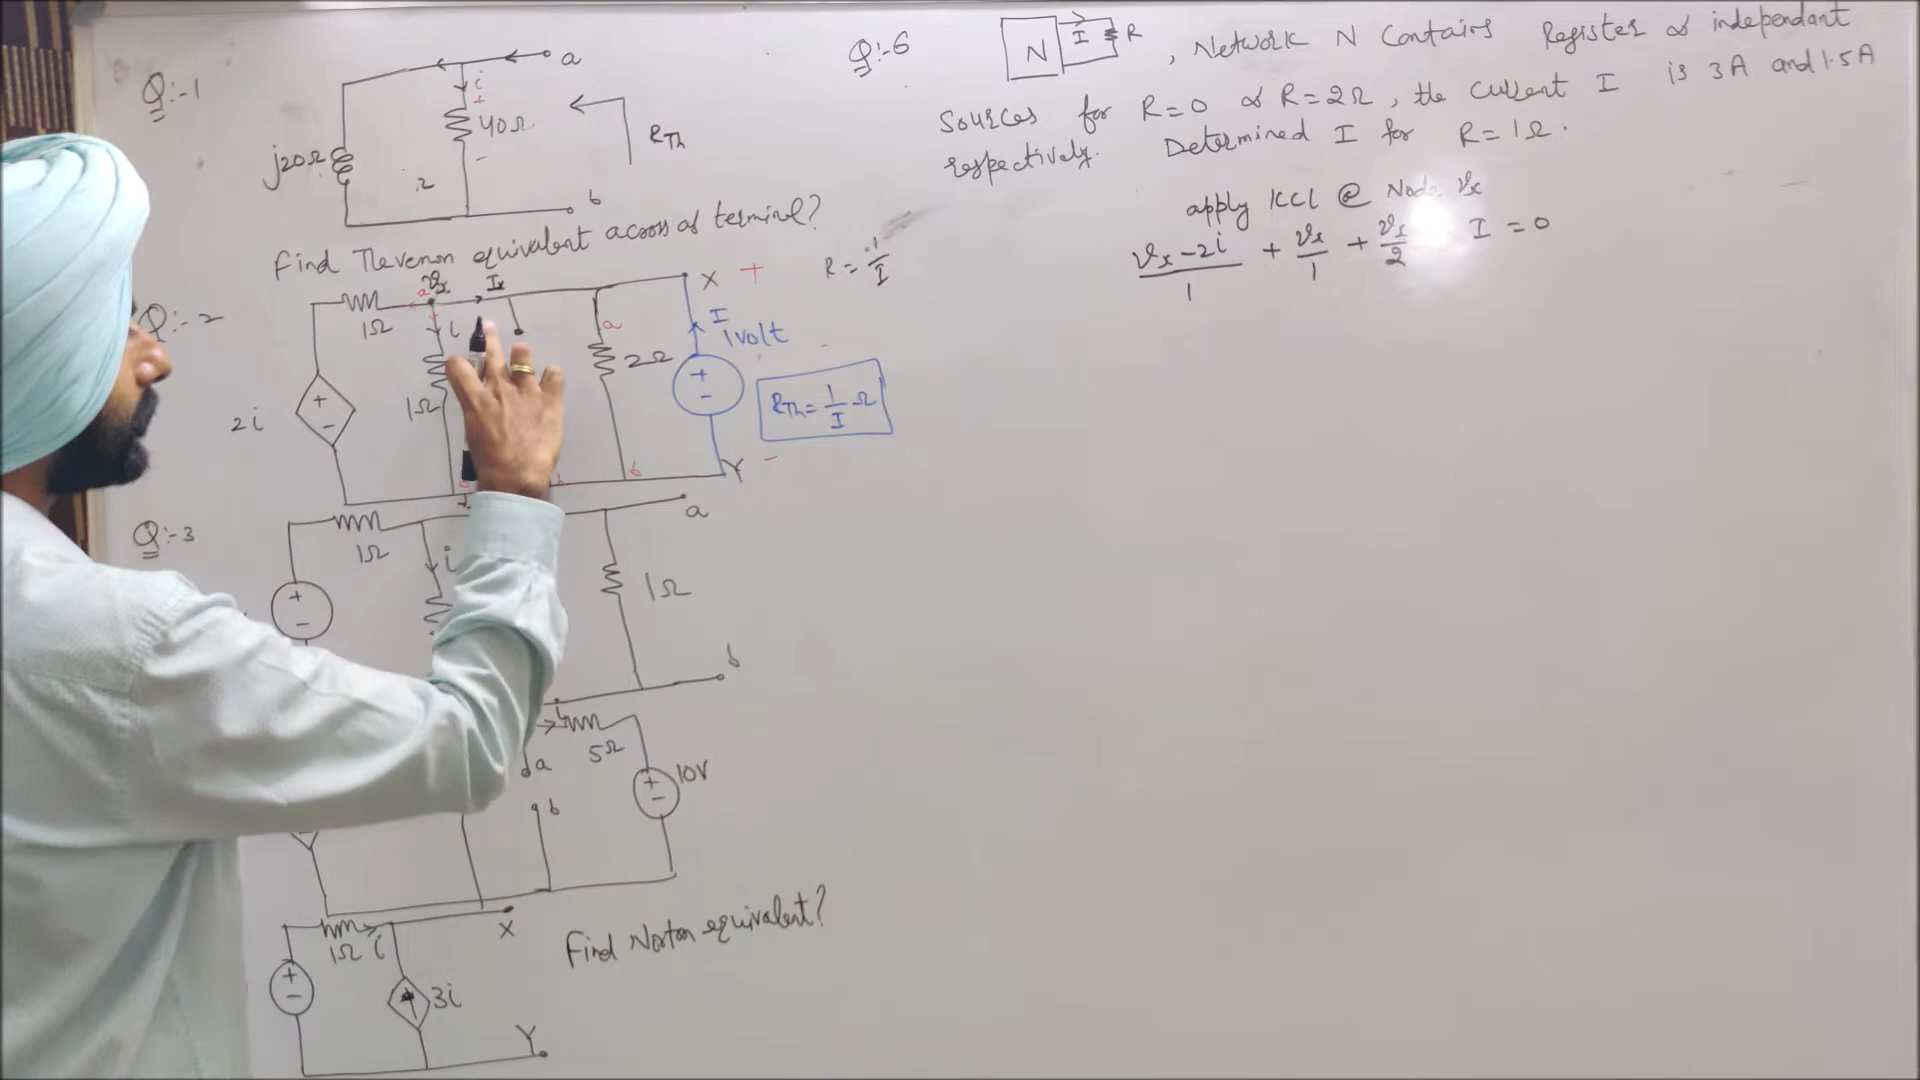 Q:-1
a
i
+
40Ω
-
j20Ω
RTh
.2
b
Find Thevenon equivalent across at terminal?
Q:-2
a
Vx
Ix
1Ω
i
1Ω
2i
+
-
a
2Ω
b
b
X
+
I
1volt
+
-
Y
-
R = 1/I
RTh = 1/I Ω
Q:-3
1Ω
i
+
-
a
1Ω
b
i
5Ω
a
b
+
-
10V
1Ω
i
+
-
3i
X
Y
Find Norton equivalent?
Q:-6
N
I
R
, Network N Contains Register & independant
Sources for R=0 & R=2Ω, the current I is 3A and 1.5A
respectively. Determined I for R=1Ω.
apply KCL @ Node Vx
Vx-2i/1 + Vx/1 + Vx/2 I = 0